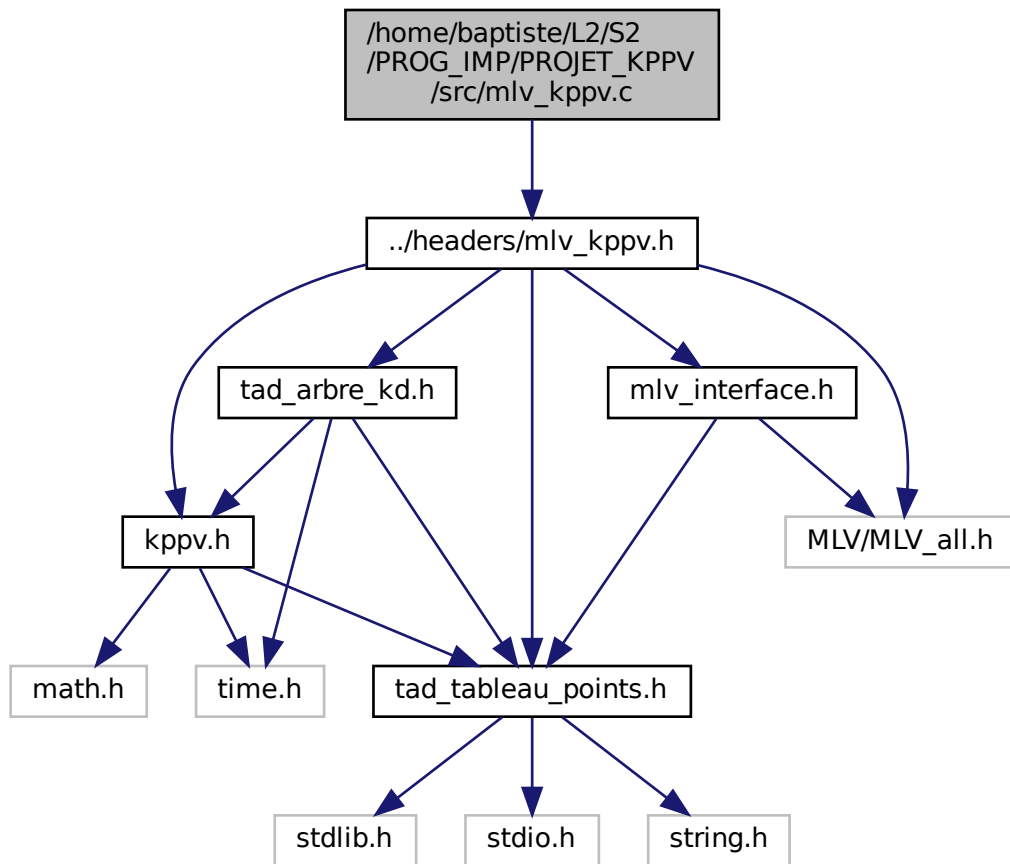 /home/baptiste/L2/S2
/PROG_IMP/PROJET_KPPV
/src/mlv_kppv.c
../headers/mlv_kppv.h
tad_arbre_kd.h
mlv_interface.h
kppv.h
MLV/MLV_all.h
math.h
time.h
tad_tableau_points.h
stdlib.h
stdio.h
string.h